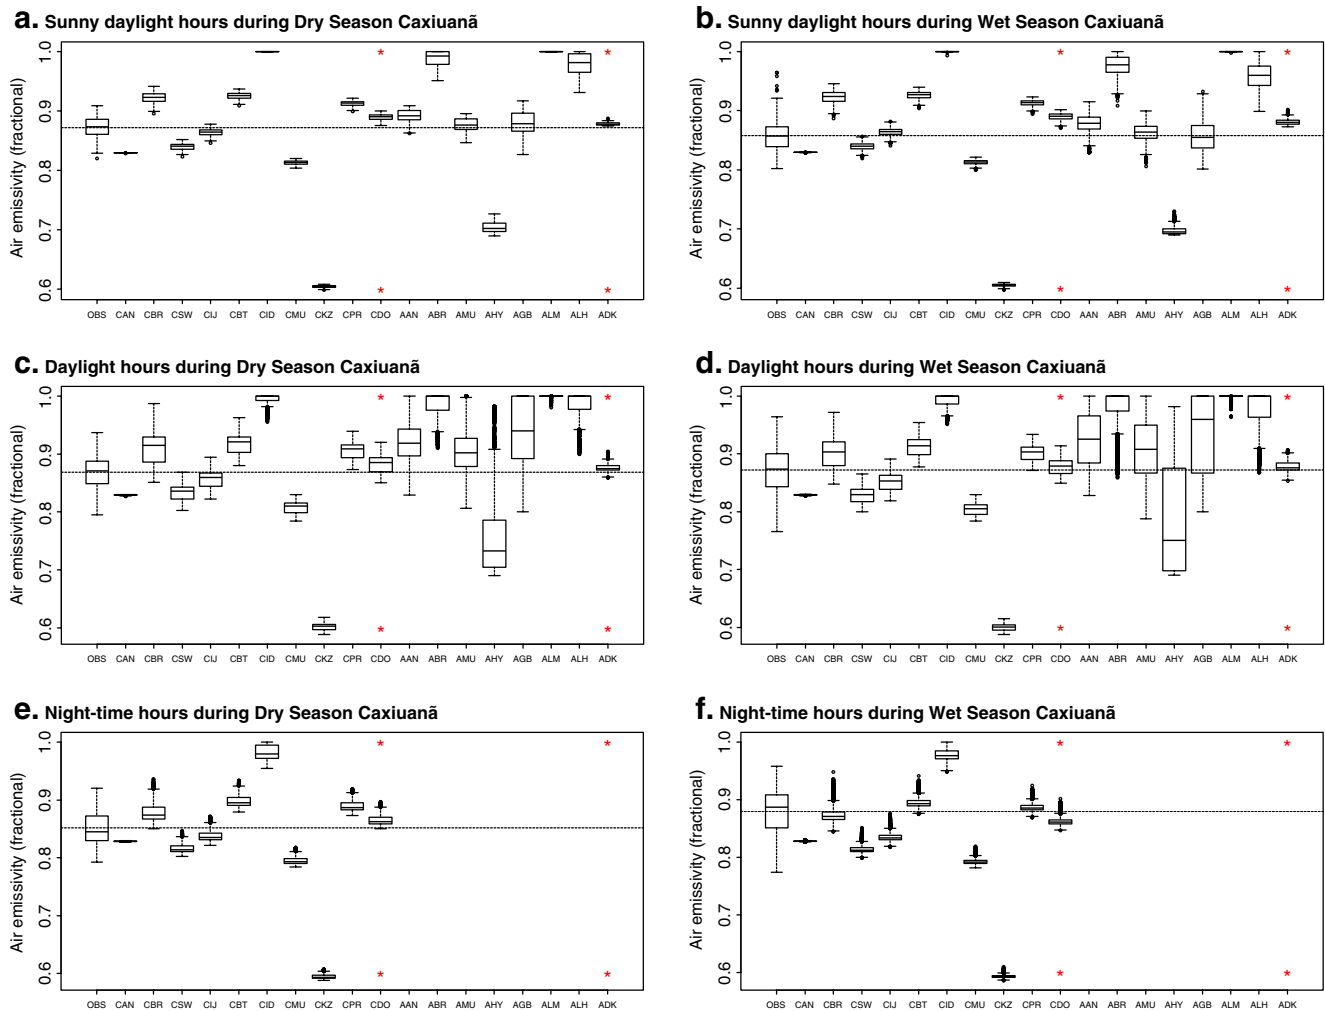 a. Sunny daylight hours during Dry Season Caxiuanã
Air emissivity (fractional)
1.0
0.9
0.8
0.7
0.6
* *
* *
OBS CAN CBR CSW CIJ CBT CID CMU CKZ CPR CDO AAN ABR AMU AHY AGB ALM ALH ADK
b. Sunny daylight hours during Wet Season Caxiuanã
Air emissivity (fractional)
1.0
0.9
0.8
0.7
0.6
* *
* *
OBS CAN CBR CSW CIJ CBT CID CMU CKZ CPR CDO AAN ABR AMU AHY AGB ALM ALH ADK
c. Daylight hours during Dry Season Caxiuanã
Air emissivity (fractional)
1.0
0.9
0.8
0.7
0.6
* *
* *
OBS CAN CBR CSW CIJ CBT CID CMU CKZ CPR CDO AAN ABR AMU AHY AGB ALM ALH ADK
d. Daylight hours during Wet Season Caxiuanã
Air emissivity (fractional)
1.0
0.9
0.8
0.7
0.6
* *
* *
OBS CAN CBR CSW CIJ CBT CID CMU CKZ CPR CDO AAN ABR AMU AHY AGB ALM ALH ADK
e. Night-time hours during Dry Season Caxiuanã
Air emissivity (fractional)
1.0
0.9
0.8
0.7
0.6
* *
* *
OBS CAN CBR CSW CIJ CBT CID CMU CKZ CPR CDO AAN ABR AMU AHY AGB ALM ALH ADK
f. Night-time hours during Wet Season Caxiuanã
Air emissivity (fractional)
1.0
0.9
0.8
0.7
0.6
* *
* *
OBS CAN CBR CSW CIJ CBT CID CMU CKZ CPR CDO AAN ABR AMU AHY AGB ALM ALH ADK